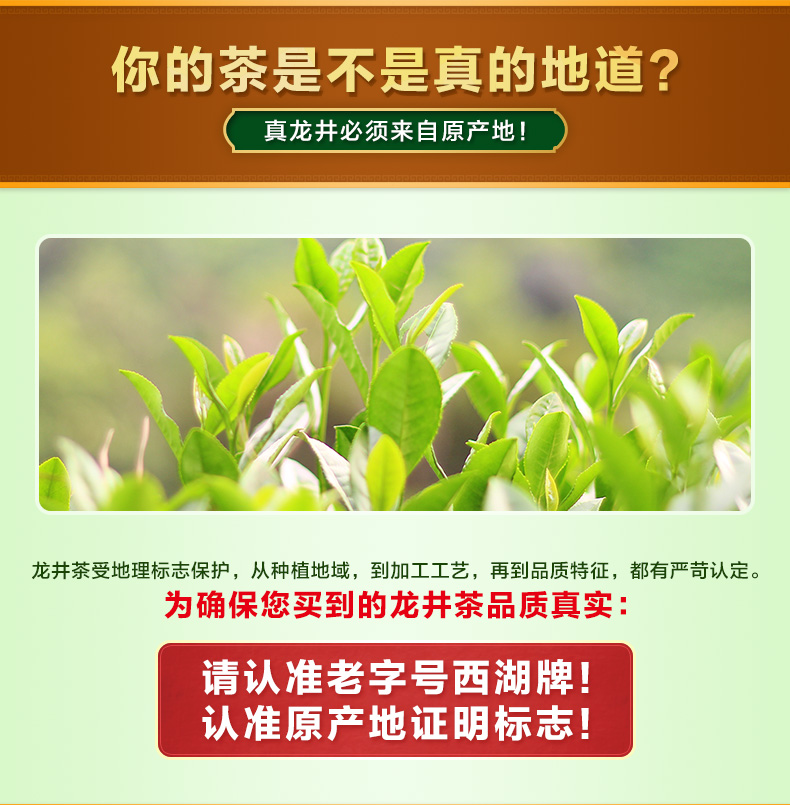 你的茶是不是真的地道?
真龙井必须来自原产地!
龙井茶受地理标志保护，从种植地域，到加工工艺，再到品质特征，都有严苛认定。
为确保您买到的龙井茶品质真实：
请认准老字号西湖牌!
认准原产地证明标志!